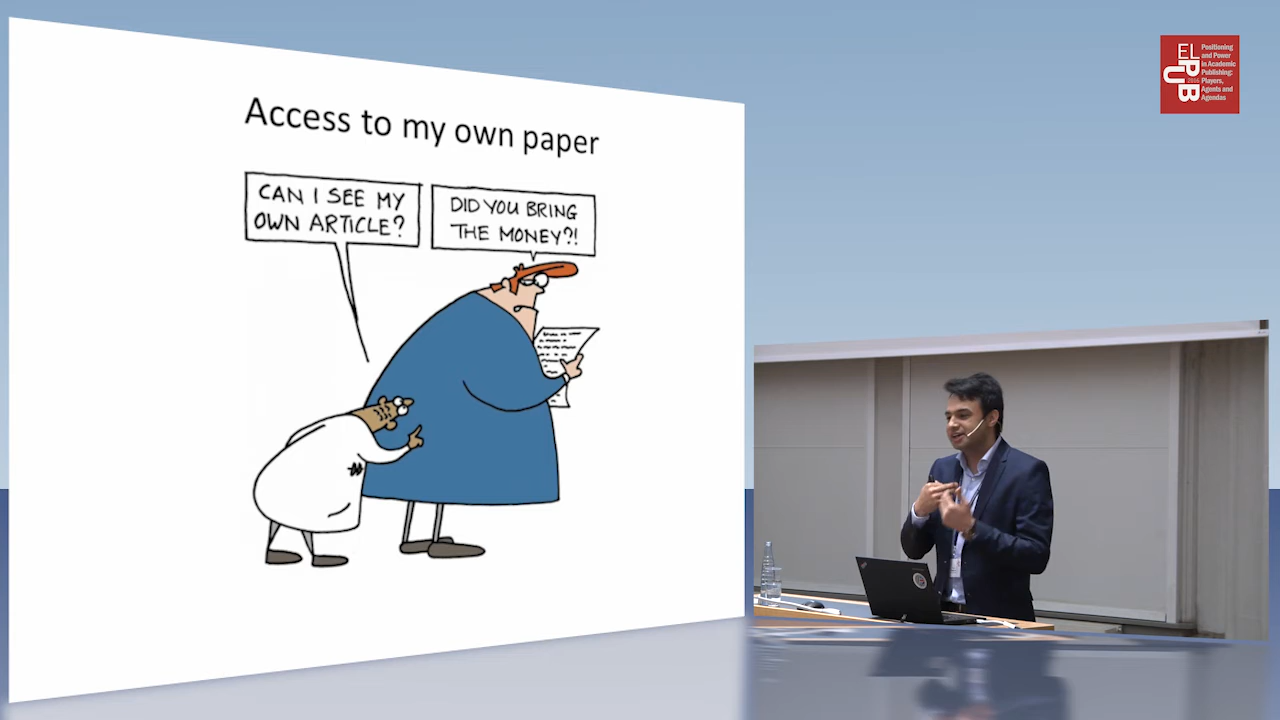 Access to my own paper
CAN I SEE MY
OWN ARTICLE?
DID YOU BRING
THE MONEY?!
EL
PUB
2016
Positioning
and Power
in Academic
Publishing:
Players,
Agents and
Agendas